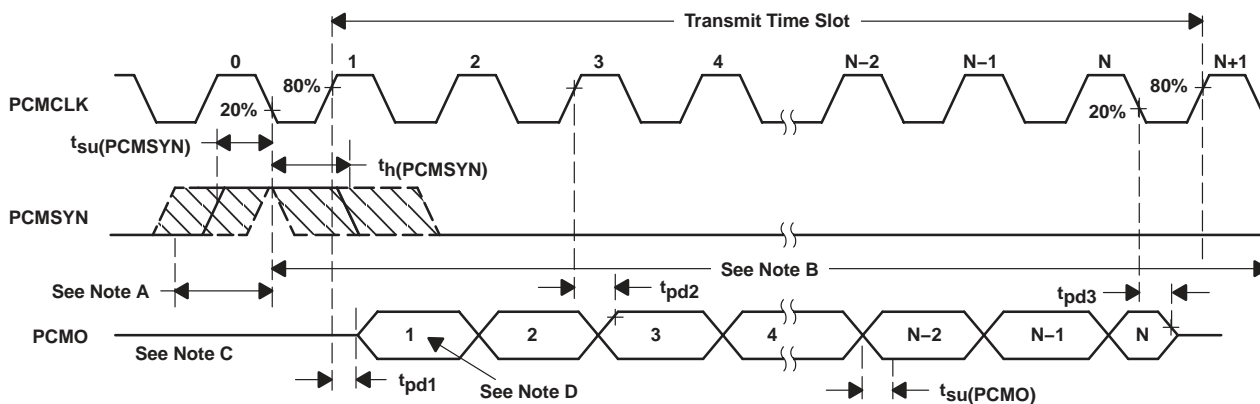 Transmit Time Slot
0 1 2 3 4 N–2 N–1 N N+1
PCMCLK
80% 80%
20% 20%
tsu(PCMSYN)
th(PCMSYN)
PCMSYN
See Note B
See Note A
tpd2 tpd3
PCMO
1 2 3 4 N–2 N–1 N
See Note C
tpd1 See Note D tsu(PCMO)